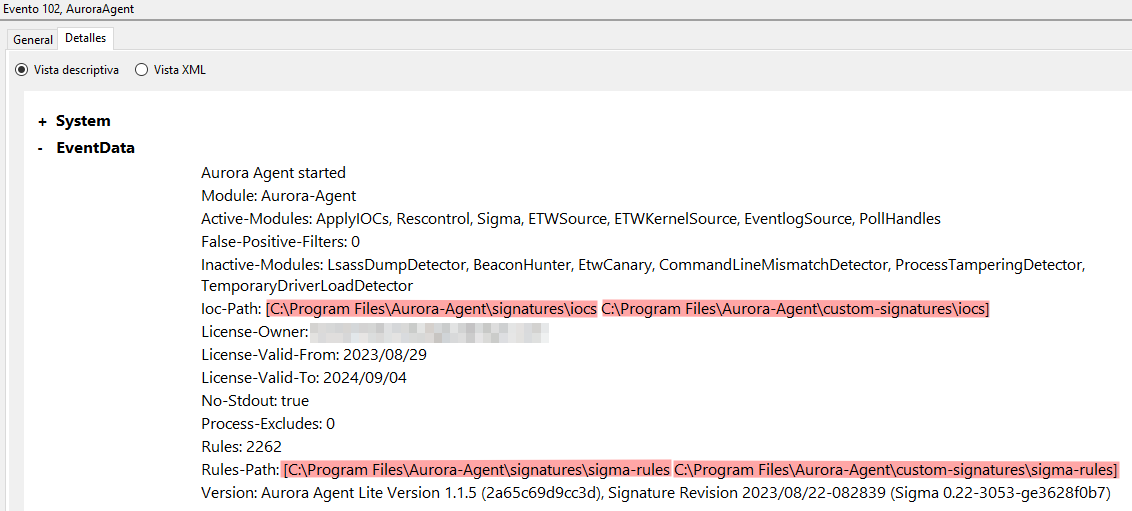 Evento 102, AuroraAgent
General
Detalles
Vista descriptiva
Vista XML
+ System
- EventData
Aurora Agent started
Module: Aurora-Agent
Active-Modules: ApplyIOCs, Rescontrol, Sigma, ETWSource, ETWKernelSource, EventlogSource, PollHandles
False-Positive-Filters: 0
Inactive-Modules: LsassDumpDetector, BeaconHunter, EtwCanary, CommandLineMismatchDetector, ProcessTamperingDetector,
TemporaryDriverLoadDetector
Ioc-Path: [C:\Program Files\Aurora-Agent\signatures\iocs C:\Program Files\Aurora-Agent\custom-signatures\iocs]
License-Owner:
License-Valid-From: 2023/08/29
License-Valid-To: 2024/09/04
No-Stdout: true
Process-Excludes: 0
Rules: 2262
Rules-Path: [C:\Program Files\Aurora-Agent\signatures\sigma-rules C:\Program Files\Aurora-Agent\custom-signatures\sigma-rules]
Version: Aurora Agent Lite Version 1.1.5 (2a65c69d9cc3d), Signature Revision 2023/08/22-082839 (Sigma 0.22-3053-ge3628f0b7)